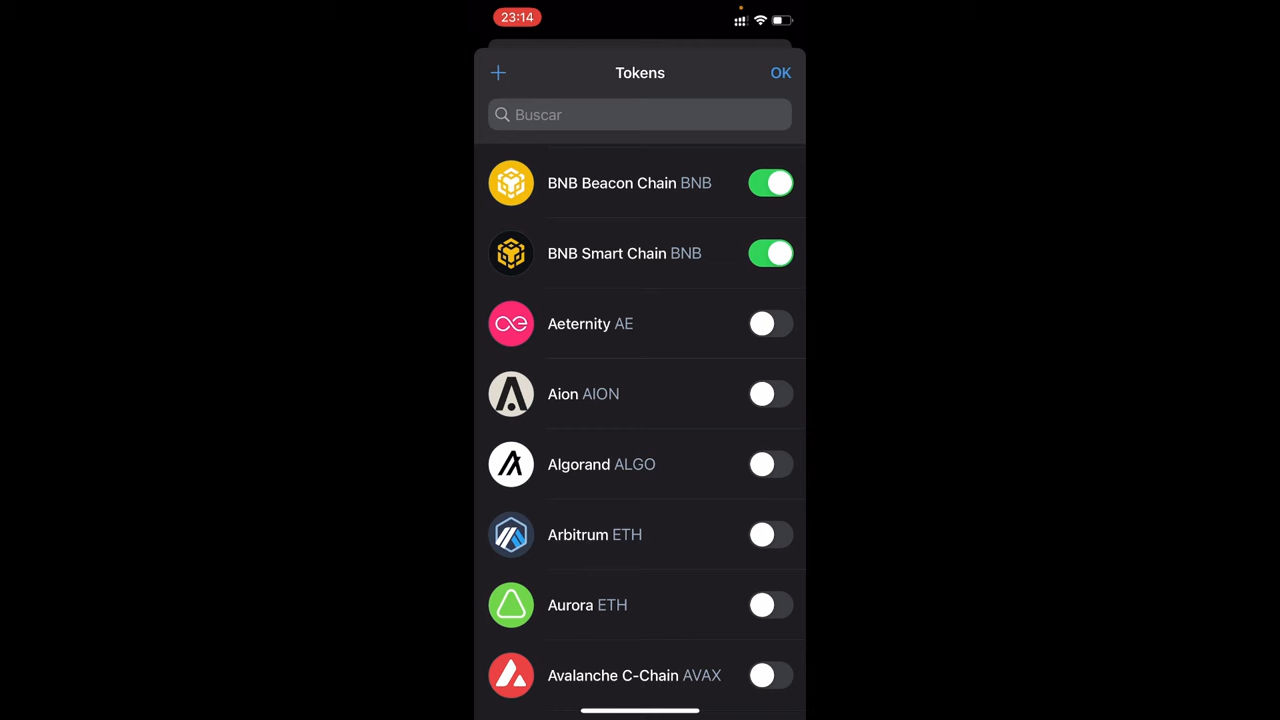 23:14
Tokens
OK
Buscar
BNB Beacon Chain BNB
BNB Smart Chain BNB
Aeternity AE
Aion AION
Algorand ALGO
Arbitrum ETH
Aurora ETH
Avalanche C-Chain AVAX